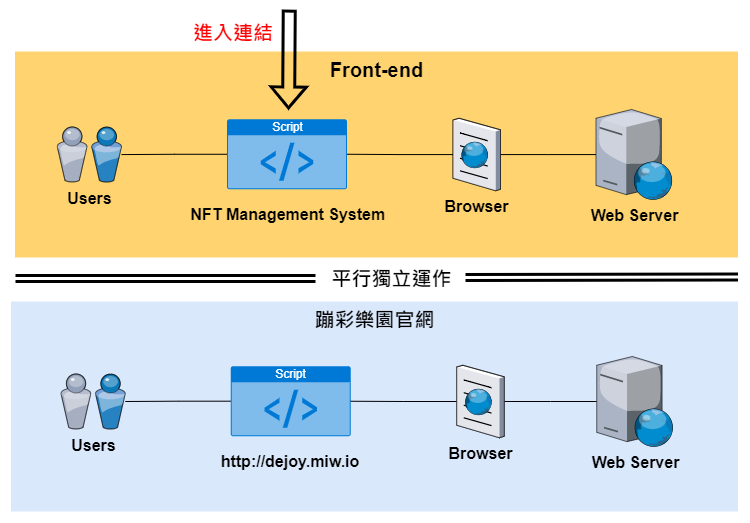 進入連結
Front-end
Script
Users
NFT Management System
Browser
Web Server
平行獨立運作
蹦彩樂園官網
Script
Users
http://dejoy.miw.io
Browser
Web Server